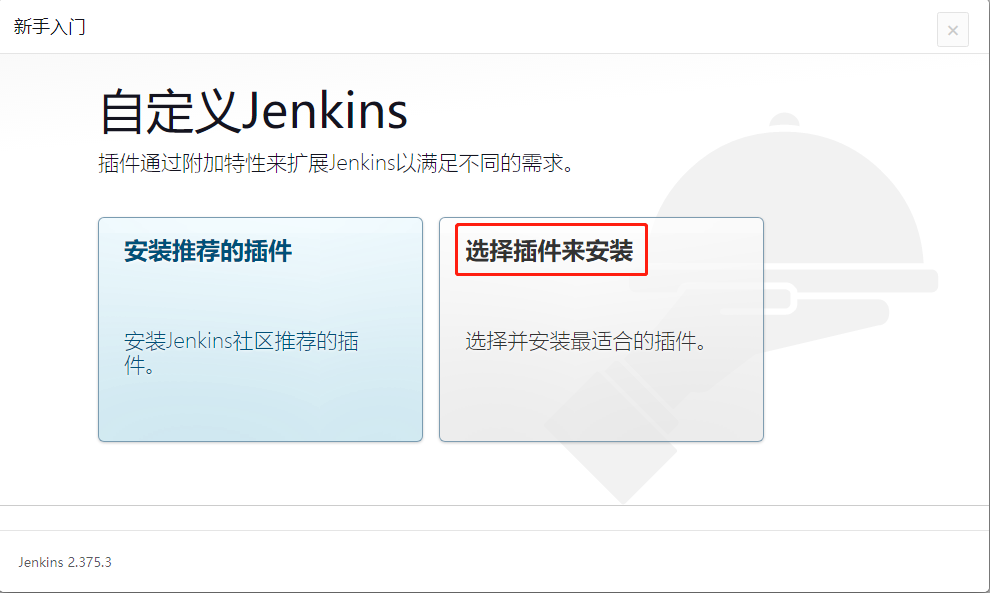 新手入门
×
自定义Jenkins
插件通过附加特性来扩展Jenkins以满足不同的需求。
安装推荐的插件
安装Jenkins社区推荐的插
件。
选择插件来安装
选择并安装最适合的插件。
Jenkins 2.375.3